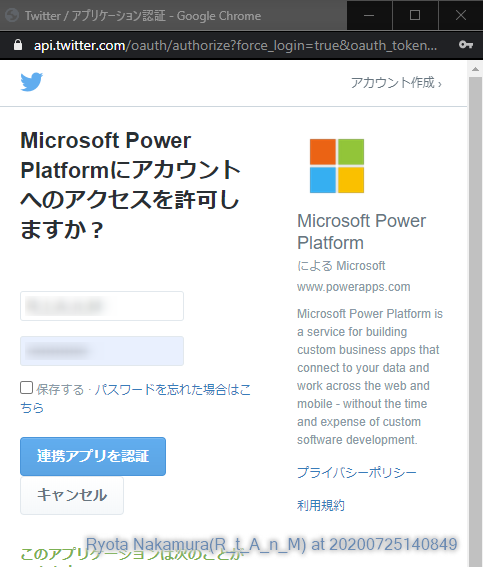 Twitter / アプリケーション認証 - Google Chrome
api.twitter.com/oauth/authorize?force_login=true&oauth_token...
アカウント作成 ›
Microsoft Power
Platformにアカウント
へのアクセスを許可し
ますか？
保存する · パスワードを忘れた場合はこ
ちら
連携アプリを認証
キャンセル
このアプリケーションは次のことが
Microsoft Power
Platform
による Microsoft
www.powerapps.com
Microsoft Power Platform is
a service for building
custom business apps that
connect to your data and
work across the web and
mobile - without the time
and expense of custom
software development.
プライバシーポリシー
利用規約
Ryota Nakamura(R_t_A_n_M) at 20200725140849